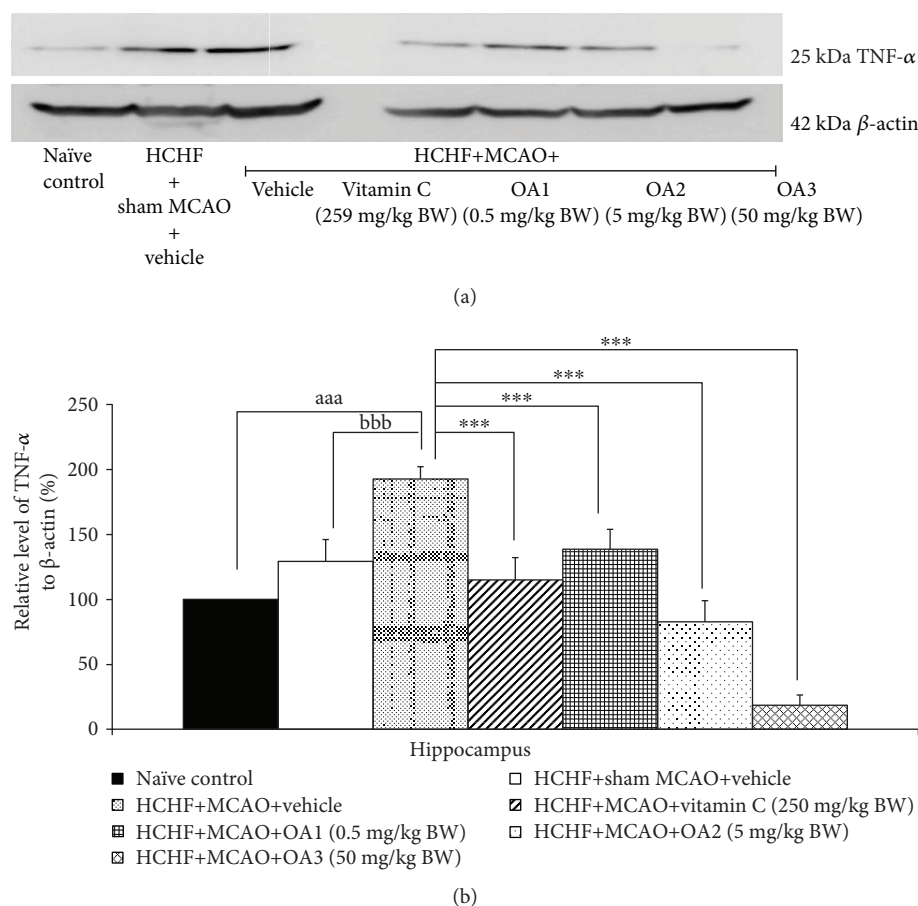 25 kDa TNF-α
42 kDa β-actin
Naïve
control
HCHF
+
sham MCAO
+
vehicle
HCHF+MCAO+
Vehicle
Vitamin C
(259 mg/kg BW)
OA1
(0.5 mg/kg BW)
OA2
(5 mg/kg BW)
OA3
(50 mg/kg BW)
(a)
Relative level of TNF-α
to β-actin (%)
250
200
150
100
50
0
aaa
bbb
***
***
***
***
Hippocampus
Naïve control
HCHF+sham MCAO+vehicle
HCHF+MCAO+vehicle
HCHF+MCAO+vitamin C (250 mg/kg BW)
HCHF+MCAO+OA1 (0.5 mg/kg BW)
HCHF+MCAO+OA2 (5 mg/kg BW)
HCHF+MCAO+OA3 (50 mg/kg BW)
(b)